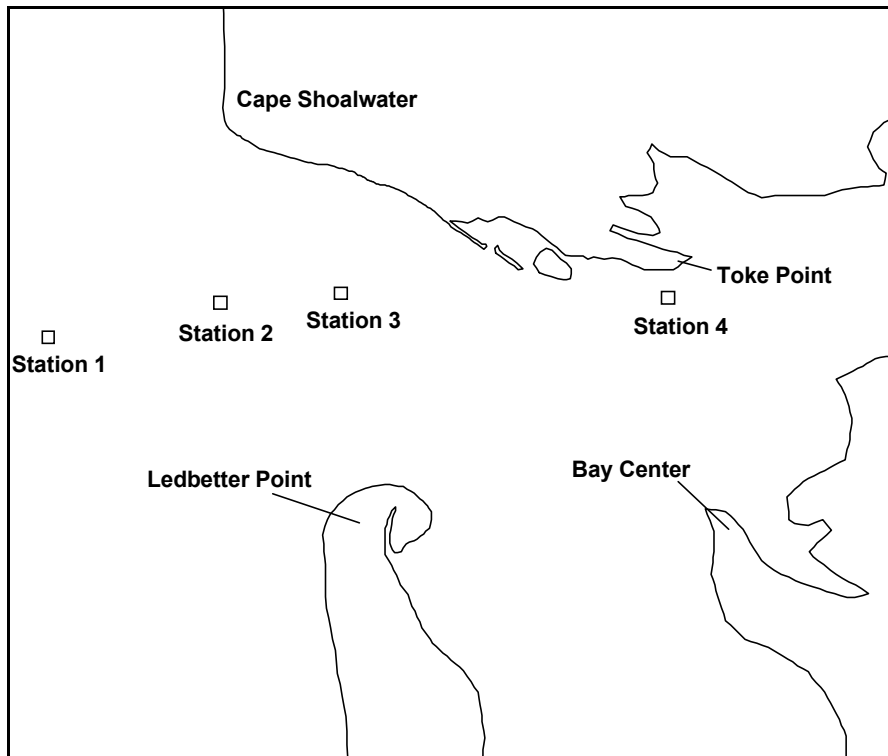 Cape Shoalwater
Toke Point
Station 3
Station 2
Station 4
Station 1
Bay Center
Ledbetter Point